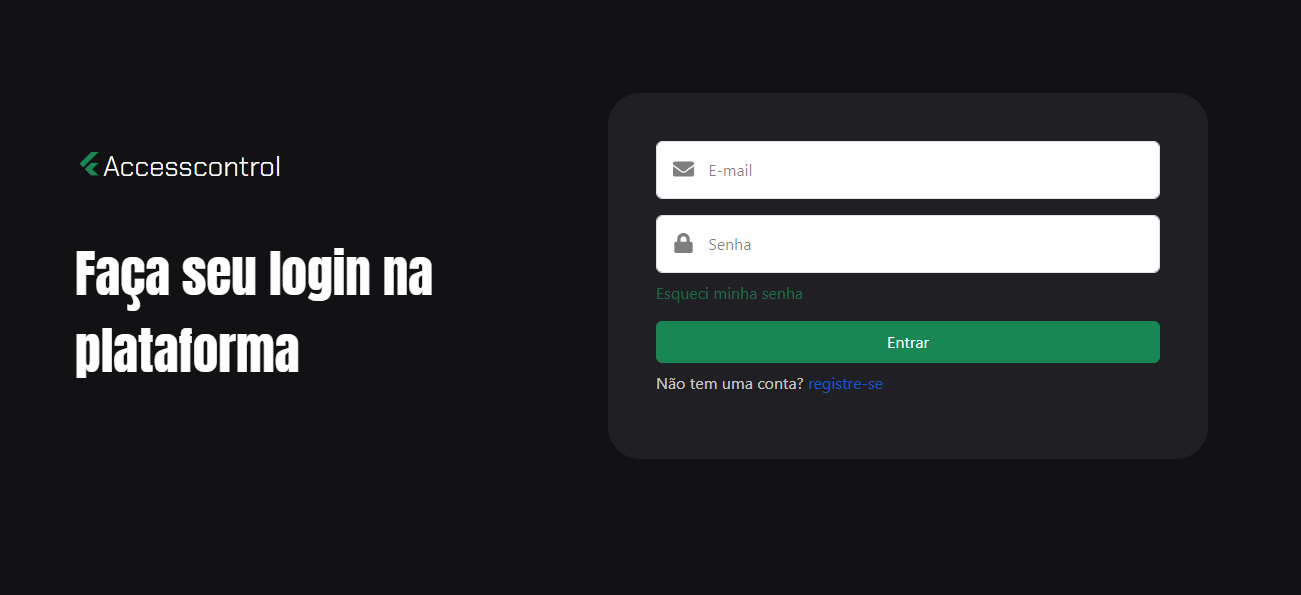 Accesscontrol
Faça seu login na
plataforma
E-mail
Senha
Esqueci minha senha
Entrar
Não tem uma conta? registre-se